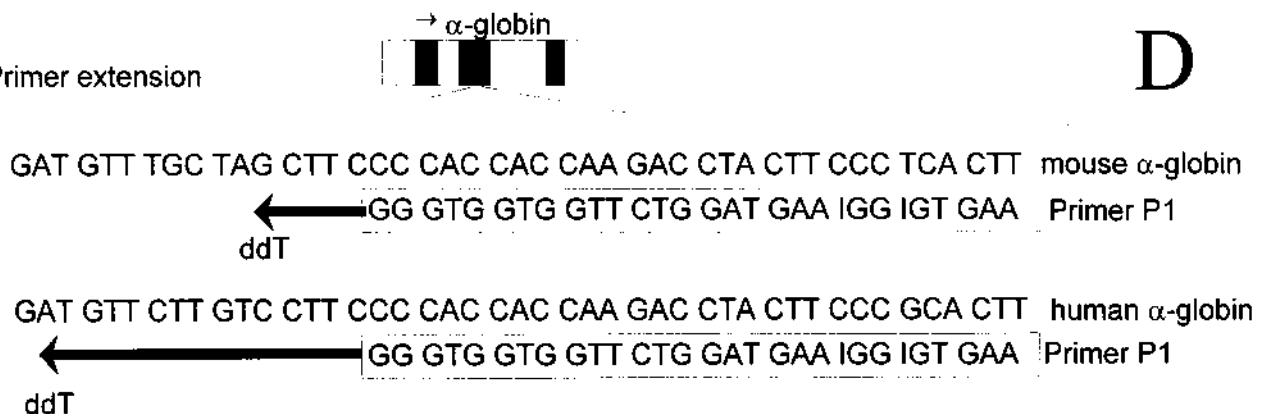 → α-globin
Primer extension
D
GAT GTT TGC TAG CTT CCC CAC CAC CAA GAC CTA CTT CCC TCA CTT mouse α-globin
GG GTG GTG GTT CTG GAT GAA IGG IGT GAA Primer P1
ddT
GAT GTT CTT GTC CTT CCC CAC CAC CAA GAC CTA CTT CCC GCA CTT human α-globin
GG GTG GTG GTT CTG GAT GAA IGG IGT GAA Primer P1
ddT